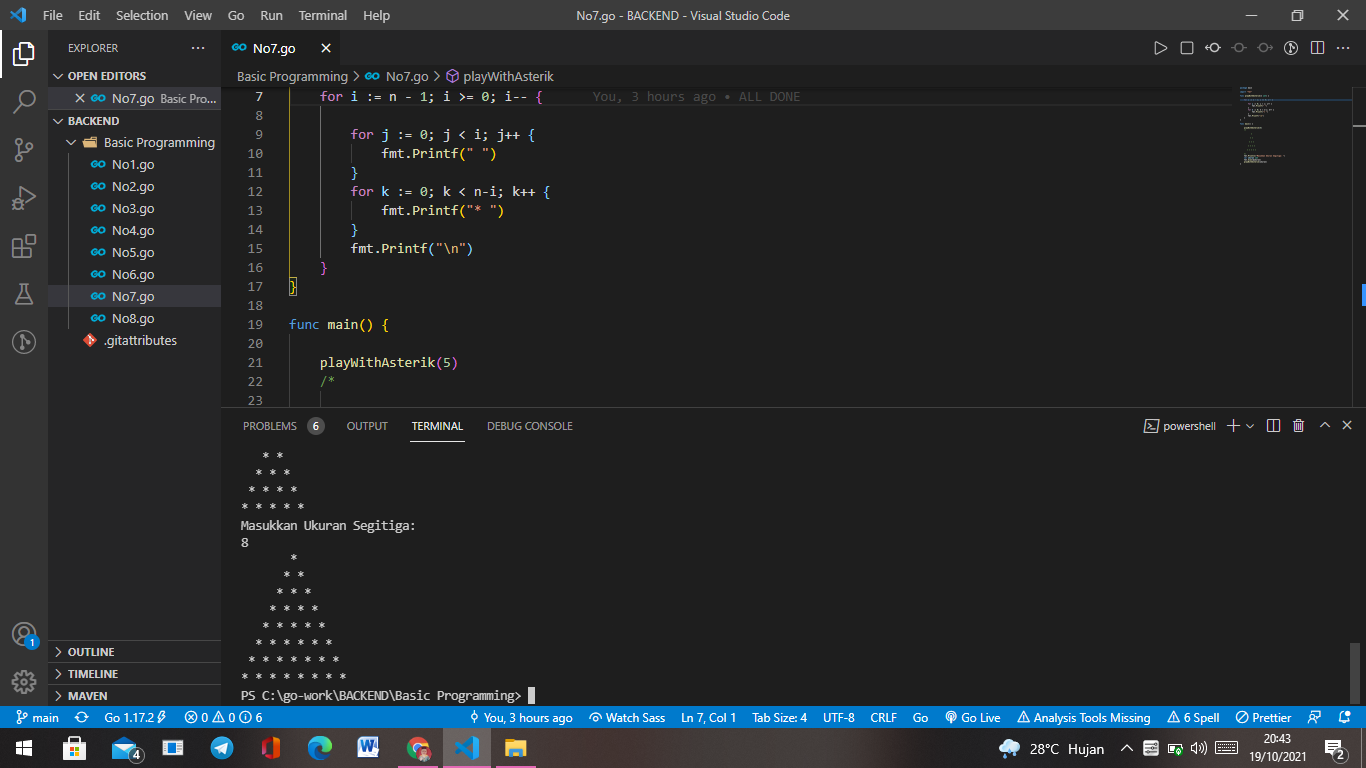 File Edit Selection View Go Run Terminal Help No7.go - BACKEND - Visual Studio Code
EXPLORER
OPEN EDITORS
No7.go Basic Pro...
BACKEND
Basic Programming
No1.go
No2.go
No3.go
No4.go
No5.go
No6.go
No7.go
No8.go
.gitattributes
OUTLINE
TIMELINE
MAVEN
1
No7.go
Basic Programming > No7.go > playWithAsterik
7 for i := n - 1; i >= 0; i-- { You, 3 hours ago • ALL DONE
8
9 for j := 0; j < i; j++ {
10 fmt.Printf(" ")
11 }
12 for k := 0; k < n-i; k++ {
13 fmt.Printf("* ")
14 }
15 fmt.Printf("\n")
16 }
17 }
18
19 func main() {
20
21 playWithAsterik(5)
22 /*
23
PROBLEMS 6 OUTPUT TERMINAL DEBUG CONSOLE powershell
* *
* * *
* * * *
* * * * *
Masukkan Ukuran Segitiga:
8
*
* *
* * *
* * * *
* * * * *
* * * * * *
* * * * * * *
* * * * * * * *
PS C:\go-work\BACKEND\Basic Programming>
main Go 1.17.2 0 0 6 You, 3 hours ago Watch Sass Ln 7, Col 1 Tab Size: 4 UTF-8 CRLF Go Go Live Analysis Tools Missing 6 Spell Prettier
4 28°C Hujan 20:43
19/10/2021
2